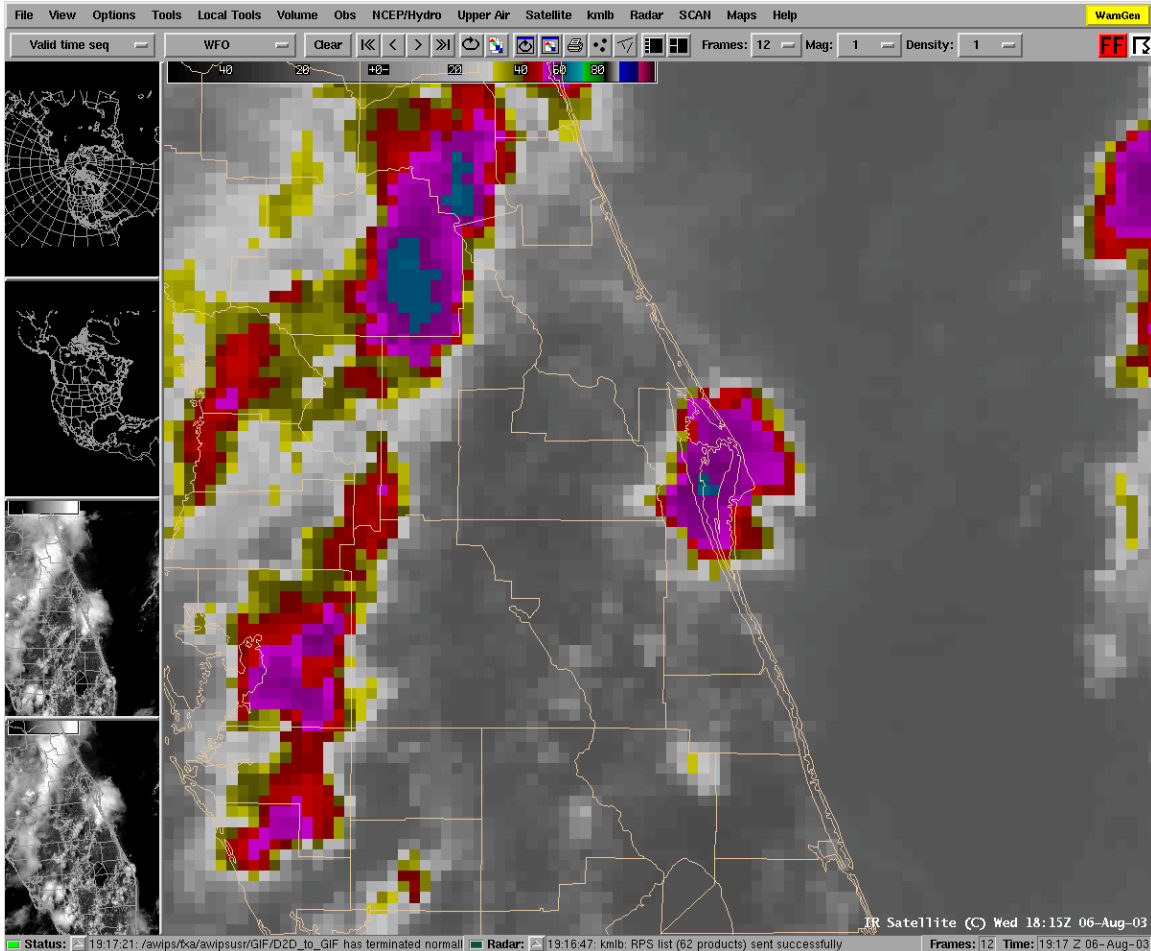 File View Options Tools Local Tools Volume Obs NCEP/Hydro Upper Air Satellite kmlb Radar SCAN Maps Help WarnGen
Valid time seq WFO Clear Frames: 12 Mag: 1 Density: 1 FF R
40 20 +0- 20 40 60 80
IR Satellite (C) Wed 18:15Z 06-Aug-03
Status: 19:17:21: /awips/fxa/awipsusr/GIF/D2D_to_GIF has terminated normall Radar: 19:16:47: kmlb: RPS list (62 products) sent successfully Frames: 12 Time: 19:17 Z 06-Aug-03